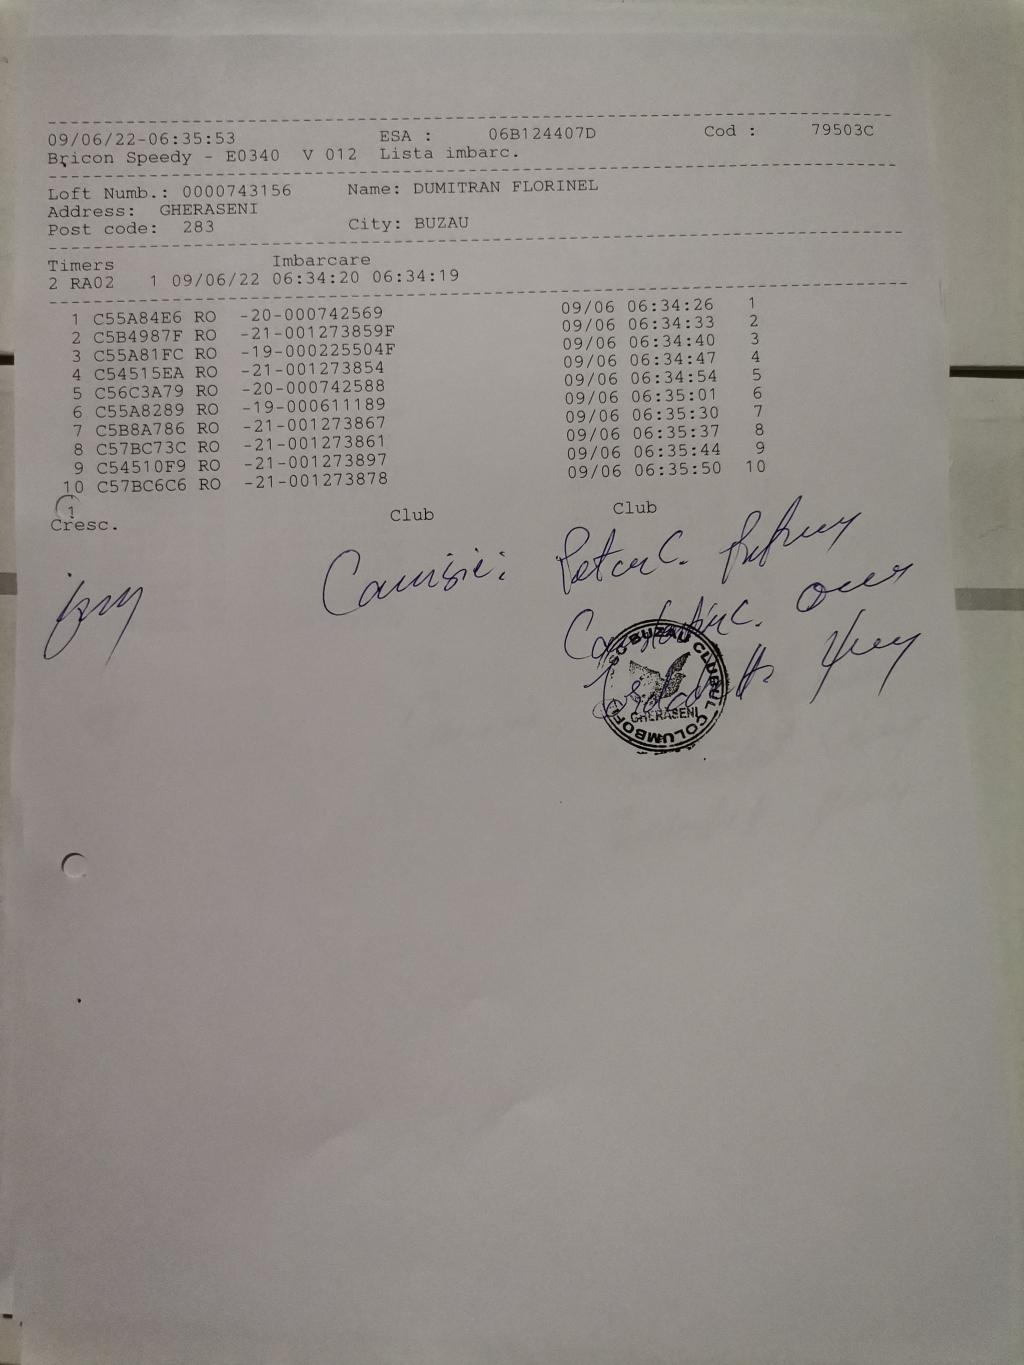 09/06/22-06:35:53 ESA : 06B124407D Cod : 79503C
Bricon Speedy - E0340 V 012 Lista imbarc.
Loft Numb.: 0000743156 Name: DUMITRAN FLORINEL
Address: GHERASENI
Post code: 283 City: BUZAU
Timers Imbarcare
2 RA02 1 09/06/22 06:34:20 06:34:19
1 C55A84E6 RO -20-000742569 09/06 06:34:26 1
2 C5B4987F RO -21-001273859F 09/06 06:34:33 2
3 C55A81FC RO -19-000225504F 09/06 06:34:40 3
4 C54515EA RO -21-001273854 09/06 06:34:47 4
5 C56C3A79 RO -20-000742588 09/06 06:34:54 5
6 C55A8289 RO -19-000611189 09/06 06:35:01 6
7 C5B8A786 RO -21-001273867 09/06 06:35:30 7
8 C57BC73C RO -21-001273861 09/06 06:35:37 8
9 C54510F9 RO -21-001273897 09/06 06:35:44 9
10 C57BC6C6 RO -21-001273878 09/06 06:35:50 10
1
Cresc. Club Club
BUZAU CLUBUL
GHERASENI